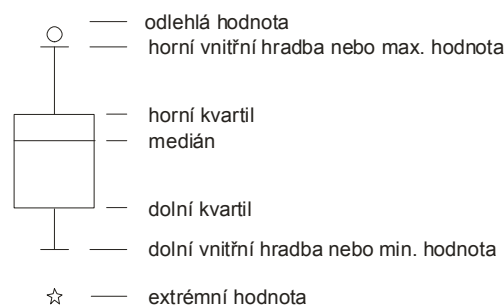 odlehlá hodnota
horní vnitřní hradba nebo max. hodnota
horní kvartil
medián
dolní kvartil
dolní vnitřní hradba nebo min. hodnota
extrémní hodnota